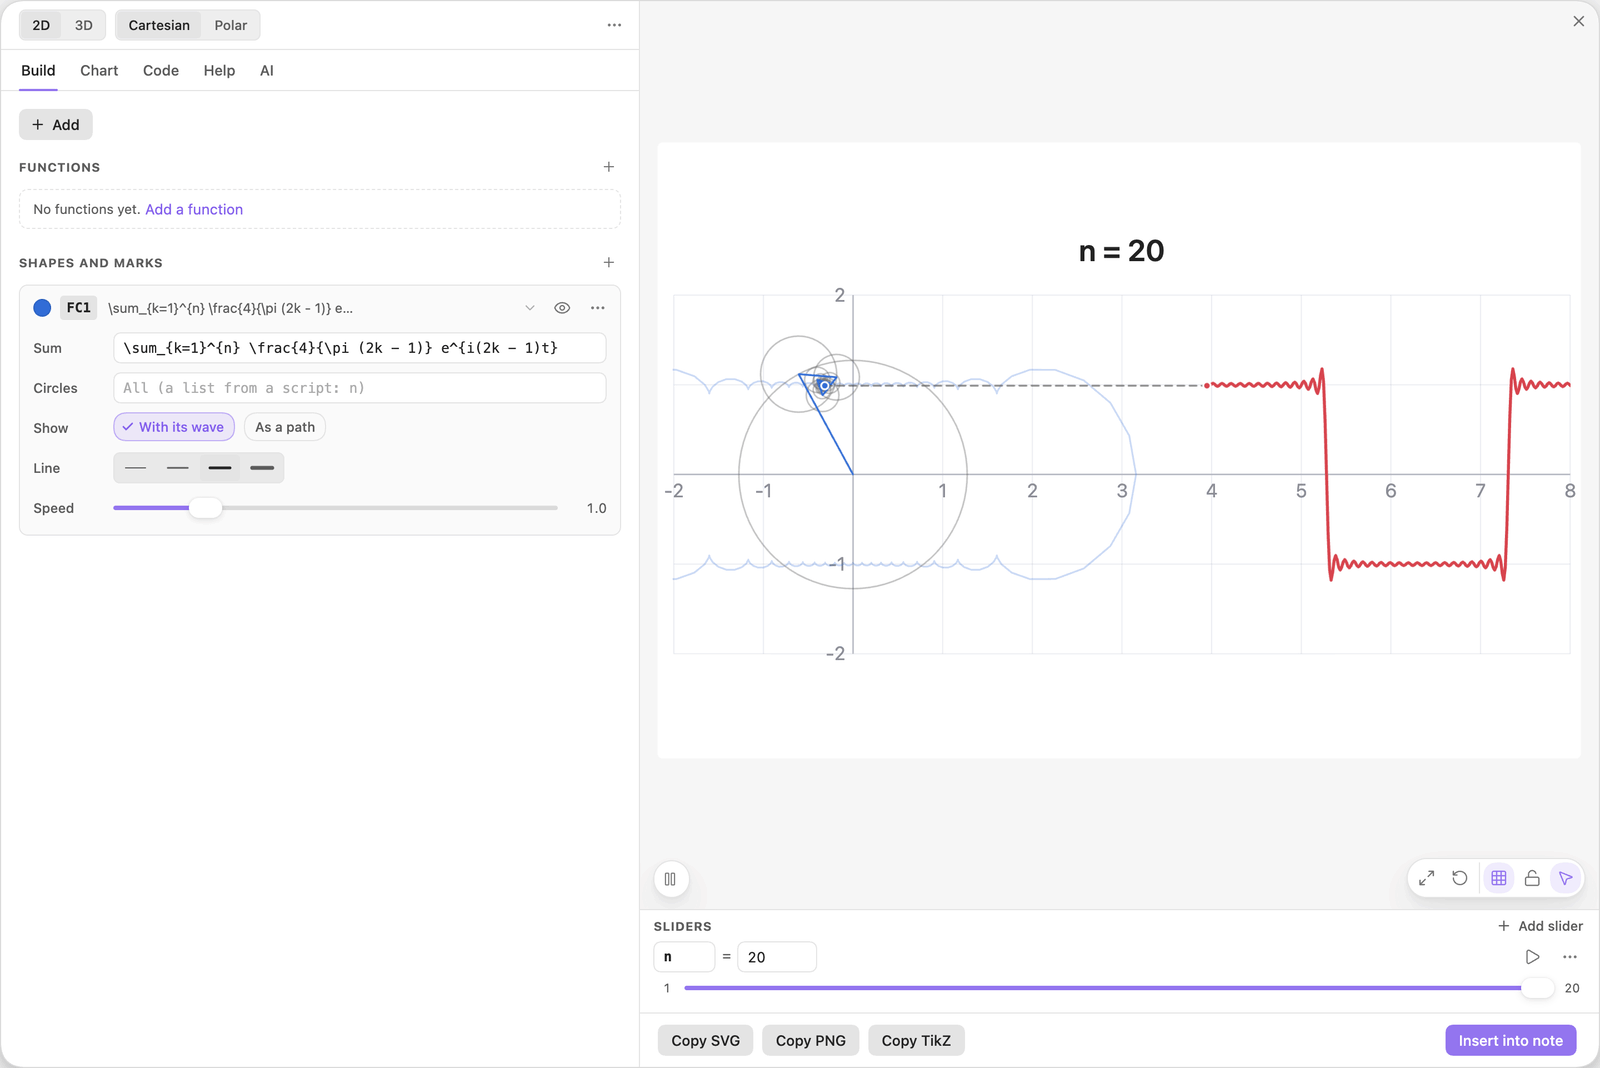 2D 3D Cartesian Polar
Build Chart Code Help AI
+ Add
FUNCTIONS
No functions yet. Add a function
SHAPES AND MARKS
FC1 \sum_{k=1}^{n} \frac{4}{\pi (2k - 1)} e...
Sum \sum_{k=1}^{n} \frac{4}{\pi (2k − 1)} e^{i(2k − 1)t}
Circles All (a list from a script: n)
Show With its wave As a path
Line
Speed 1.0
n = 20
2
-2 -1 1 2 3 4 5 6 7 8
-1
-2
SLIDERS + Add slider
n = 20
1 20
Copy SVG Copy PNG Copy TikZ Insert into note